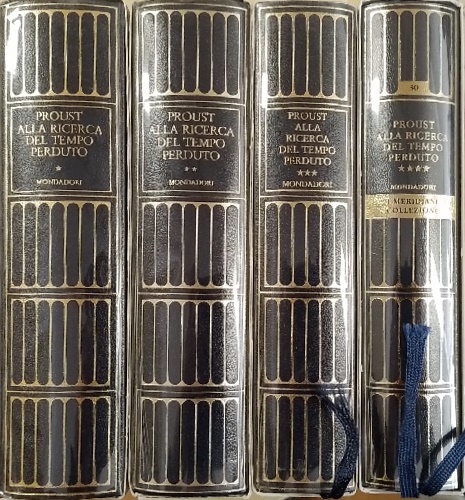 PROUST
ALLA RICERCA
DEL TEMPO
PERDUTO
*
MONDADORI
PROUST
ALLA RICERCA
DEL TEMPO
PERDUTO
**
MONDADORI
PROUST
ALLA
RICERCA
DEL TEMPO
PERDUTO
***
MONDADORI
50
PROUST
ALLA RICERCA
DEL TEMPO
PERDUTO
****
MONDADORI
I MERIDIANI
COLLEZIONE